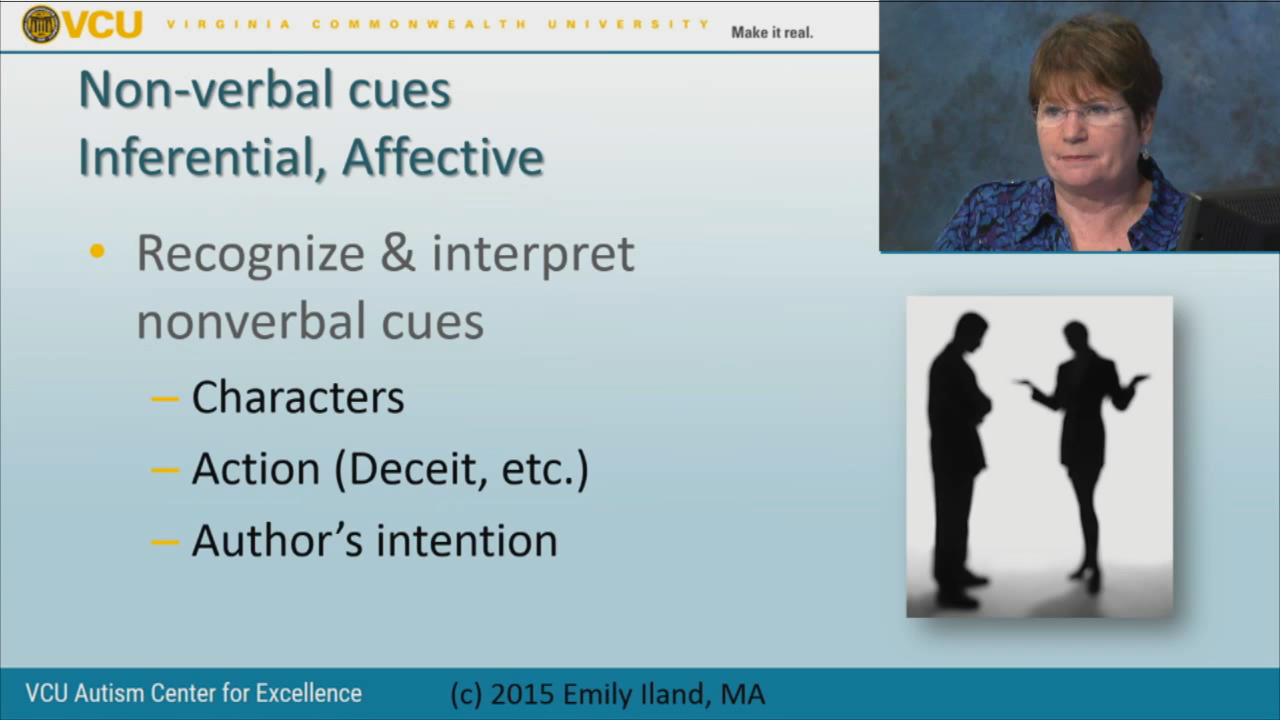 VCU VIRGINIA COMMONWEALTH UNIVERSITY Make it real.
Non-verbal cues
Inferential, Affective
• Recognize & interpret
nonverbal cues
– Characters
– Action (Deceit, etc.)
– Author’s intention
VCU Autism Center for Excellence (c) 2015 Emily Iland, MA